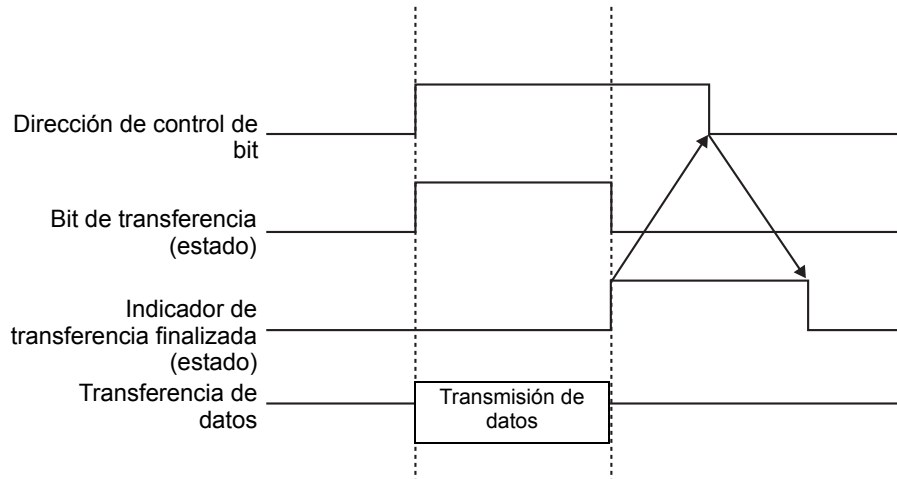 Dirección de control de
bit
Bit de transferencia
(estado)
Indicador de
transferencia finalizada
(estado)
Transferencia de
datos
Transmisión de
datos